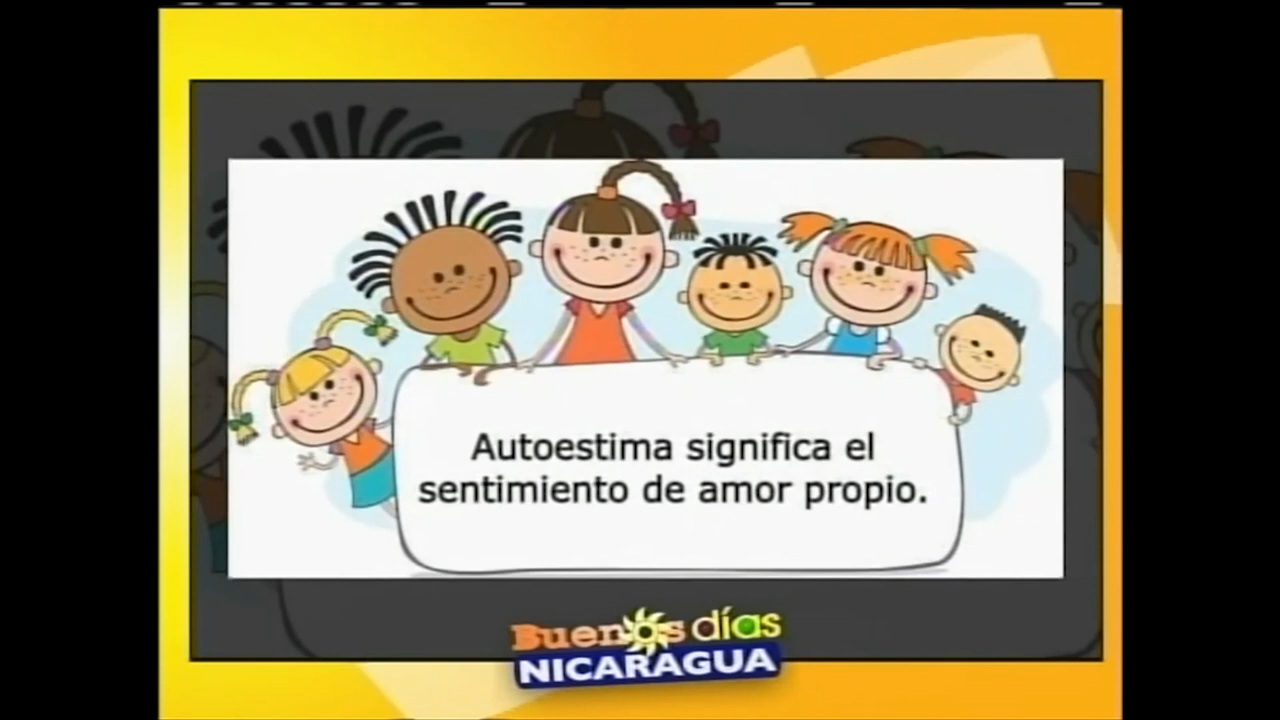 Autoestima significa el
sentimiento de amor propio.
Buenos días
NICARAGUA